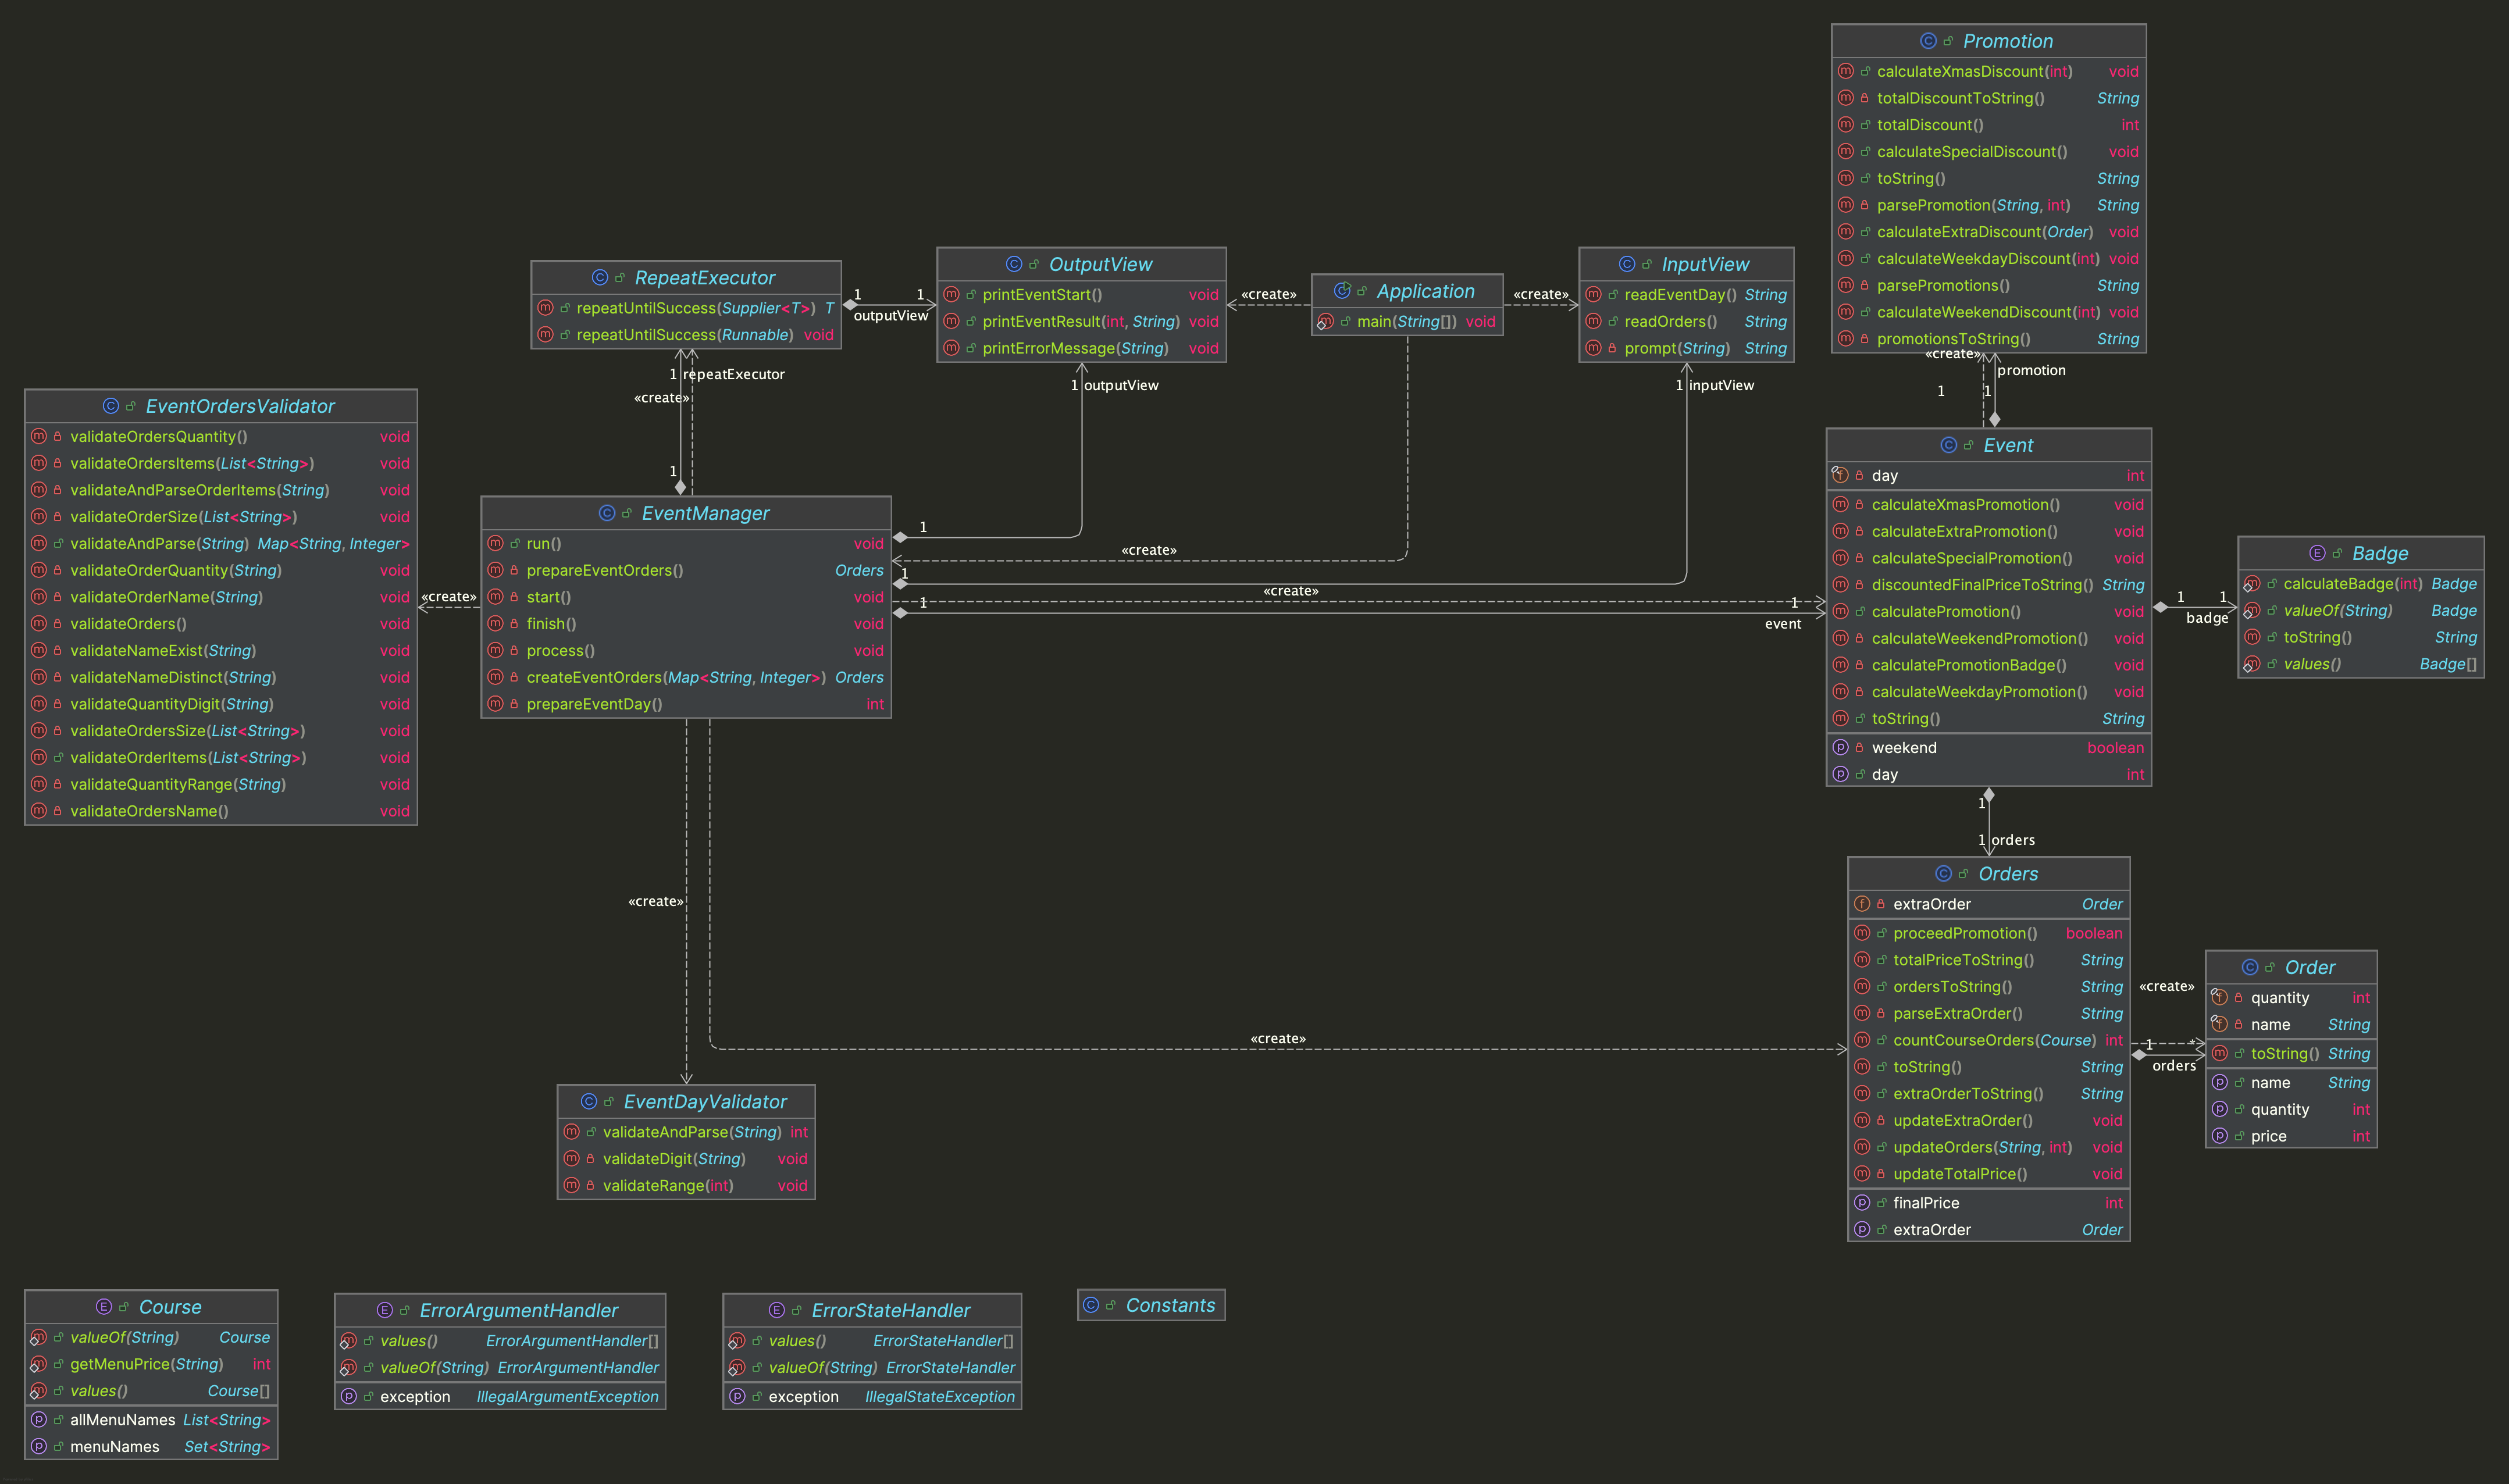 Promotion
calculateXmasDiscount(int) void
totalDiscountToString() String
totalDiscount() int
calculateSpecialDiscount() void
toString() String
parsePromotion(String, int) String
calculateExtraDiscount(Order) void
calculateWeekdayDiscount(int) void
parsePromotions() String
calculateWeekendDiscount(int) void
promotionsToString() String
RepeatExecutor
repeatUntilSuccess(Supplier<T>) T
repeatUntilSuccess(Runnable) void
1 1
outputView
OutputView
printEventStart() void
printEventResult(int, String) void
printErrorMessage(String) void
«create»
Application
main(String[]) void
«create»
InputView
readEventDay() String
readOrders() String
prompt(String) String
«create»
promotion
1 1
1 repeatExecutor
«create»
1
1 outputView
1 inputView
EventOrdersValidator
validateOrdersQuantity() void
validateOrdersItems(List<String>) void
validateAndParseOrderItems(String) void
validateOrderSize(List<String>) void
validateAndParse(String) Map<String, Integer>
validateOrderQuantity(String) void
validateOrderName(String) void
validateOrders() void
validateNameExist(String) void
validateNameDistinct(String) void
validateQuantityDigit(String) void
validateOrdersSize(List<String>) void
validateOrderItems(List<String>) void
validateQuantityRange(String) void
validateOrdersName() void
«create»
EventManager
run() void
prepareEventOrders() Orders
start() void
finish() void
process() void
createEventOrders(Map<String, Integer>) Orders
prepareEventDay() int
1
«create»
1
«create»
1 1
event
Event
day int
calculateXmasPromotion() void
calculateExtraPromotion() void
calculateSpecialPromotion() void
discountedFinalPriceToString() String
calculatePromotion() void
calculateWeekendPromotion() void
calculatePromotionBadge() void
calculateWeekdayPromotion() void
toString() String
weekend boolean
day int
1 1
badge
Badge
calculateBadge(int) Badge
valueOf(String) Badge
toString() String
values() Badge[]
1
1 orders
Orders
extraOrder Order
proceedPromotion() boolean
totalPriceToString() String
ordersToString() String
parseExtraOrder() String
countCourseOrders(Course) int
toString() String
extraOrderToString() String
updateExtraOrder() void
updateOrders(String, int) void
updateTotalPrice() void
finalPrice int
extraOrder Order
«create»
1 *
orders
Order
quantity int
name String
toString() String
name String
quantity int
price int
«create»
«create»
EventDayValidator
validateAndParse(String) int
validateDigit(String) void
validateRange(int) void
Course
valueOf(String) Course
getMenuPrice(String) int
values() Course[]
allMenuNames List<String>
menuNames Set<String>
ErrorArgumentHandler
values() ErrorArgumentHandler[]
valueOf(String) ErrorArgumentHandler
exception IllegalArgumentException
ErrorStateHandler
values() ErrorStateHandler[]
valueOf(String) ErrorStateHandler
exception IllegalStateException
Constants